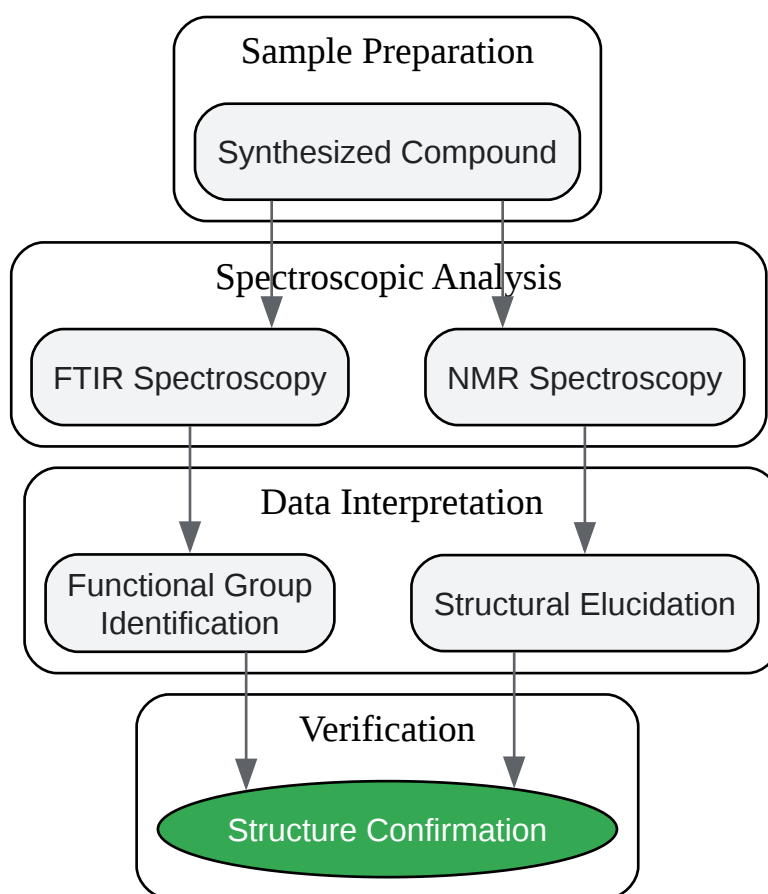 Sample Preparation
Synthesized Compound
Spectroscopic Analysis
FTIR Spectroscopy
NMR Spectroscopy
Data Interpretation
Functional Group
Identification
Structural Elucidation
Verification
Structure Confirmation